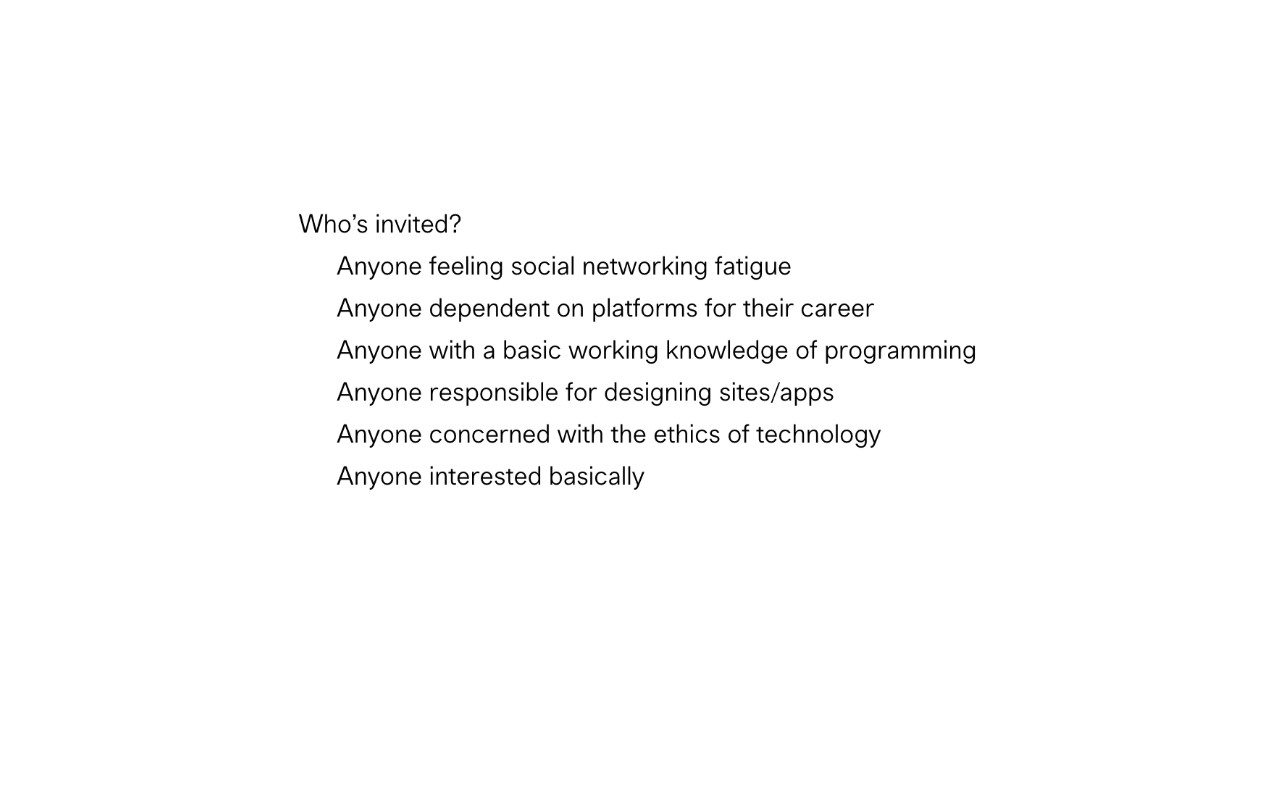 Who’s invited?
Anyone feeling social networking fatigue
Anyone dependent on platforms for their career
Anyone with a basic working knowledge of programming
Anyone responsible for designing sites/apps
Anyone concerned with the ethics of technology
Anyone interested basically